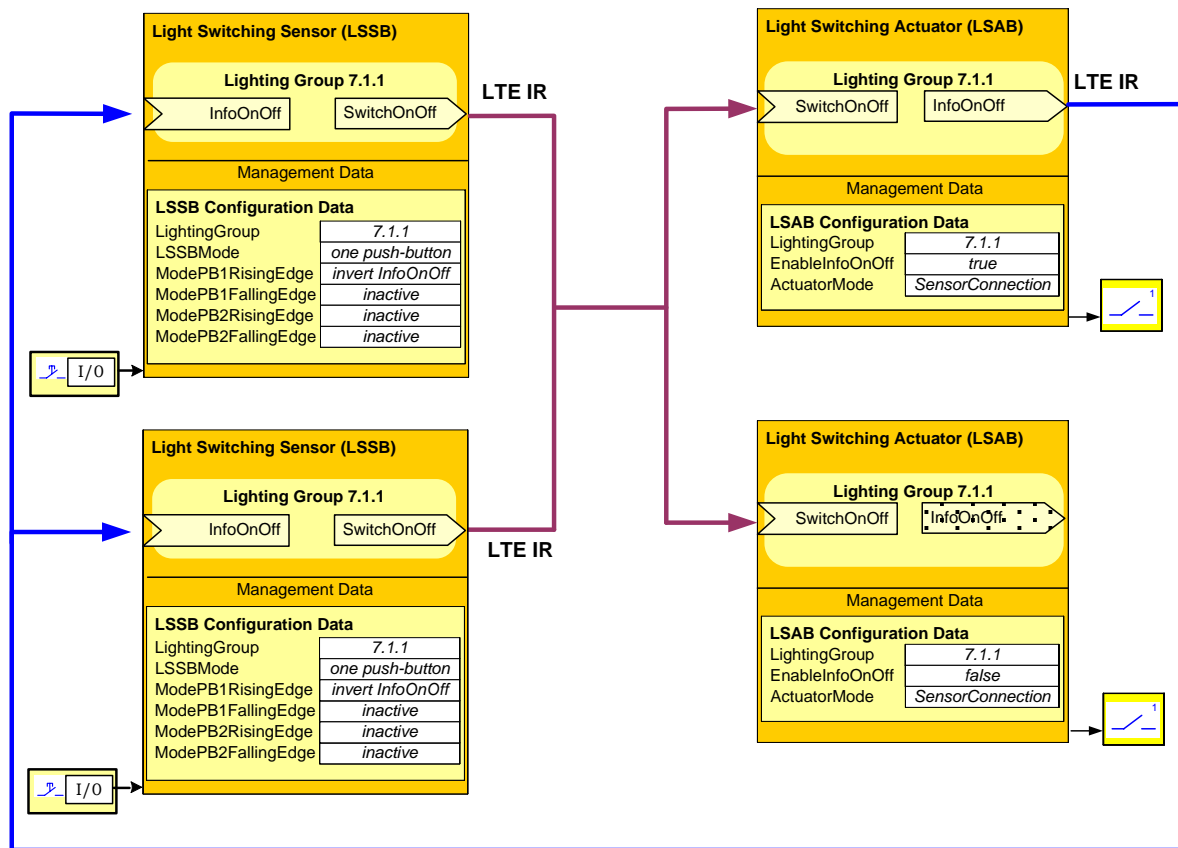 Light Switching Sensor (LSSB)
Lighting Group 7.1.1
InfoOnOff
SwitchOnOff
LTE IR
Management Data
LSSB Configuration Data
LightingGroup 7.1.1
LSSBMode one push-button
ModePB1RisingEdge invert InfoOnOff
ModePB1FallingEdge inactive
ModePB2RisingEdge inactive
ModePB2FallingEdge inactive
I/0
Light Switching Actuator (LSAB)
Lighting Group 7.1.1
SwitchOnOff
InfoOnOff
LTE IR
Management Data
LSAB Configuration Data
LightingGroup 7.1.1
EnableInfoOnOff true
ActuatorMode SensorConnection
1
Light Switching Sensor (LSSB)
Lighting Group 7.1.1
InfoOnOff
SwitchOnOff
LTE IR
Management Data
LSSB Configuration Data
LightingGroup 7.1.1
LSSBMode one push-button
ModePB1RisingEdge invert InfoOnOff
ModePB1FallingEdge inactive
ModePB2RisingEdge inactive
ModePB2FallingEdge inactive
I/0
Light Switching Actuator (LSAB)
Lighting Group 7.1.1
SwitchOnOff
InfoOnOff
Management Data
LSAB Configuration Data
LightingGroup 7.1.1
EnableInfoOnOff false
ActuatorMode SensorConnection
1